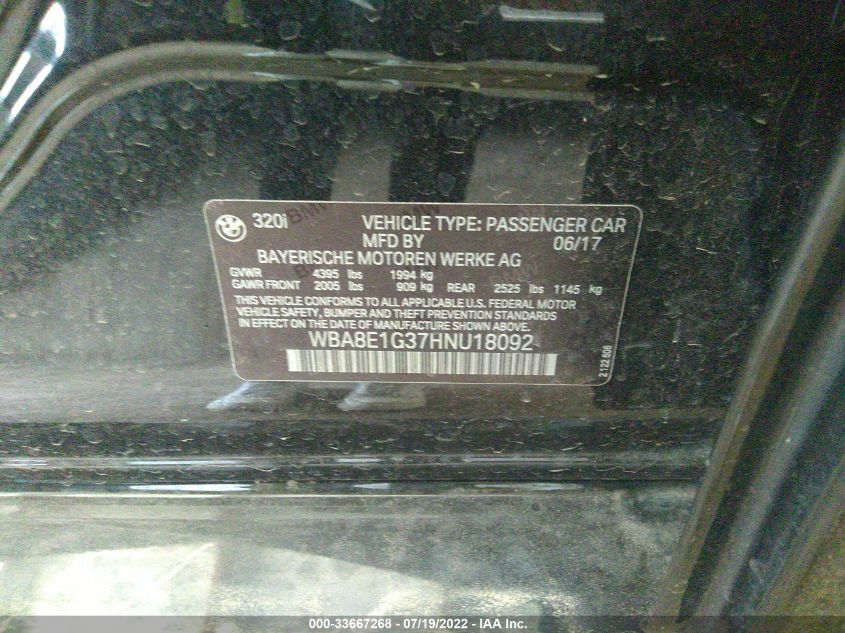 320i VEHICLE TYPE: PASSENGER CAR
MFD BY 06/17
BAYERISCHE MOTOREN WERKE AG
GVWR 4395 lbs 1994 kg
GAWR FRONT 2005 lbs 909 kg REAR 2525 lbs 1145 kg
THIS VEHICLE CONFORMS TO ALL APPLICABLE U.S. FEDERAL MOTOR
VEHICLE SAFETY, BUMPER AND THEFT PREVENTION STANDARDS
IN EFFECT ON THE DATE OF MANUFACTURE SHOWN ABOVE.
WBA8E1G37HNU18092
2 122 608
000-33667268 - 07/19/2022 - IAA Inc.